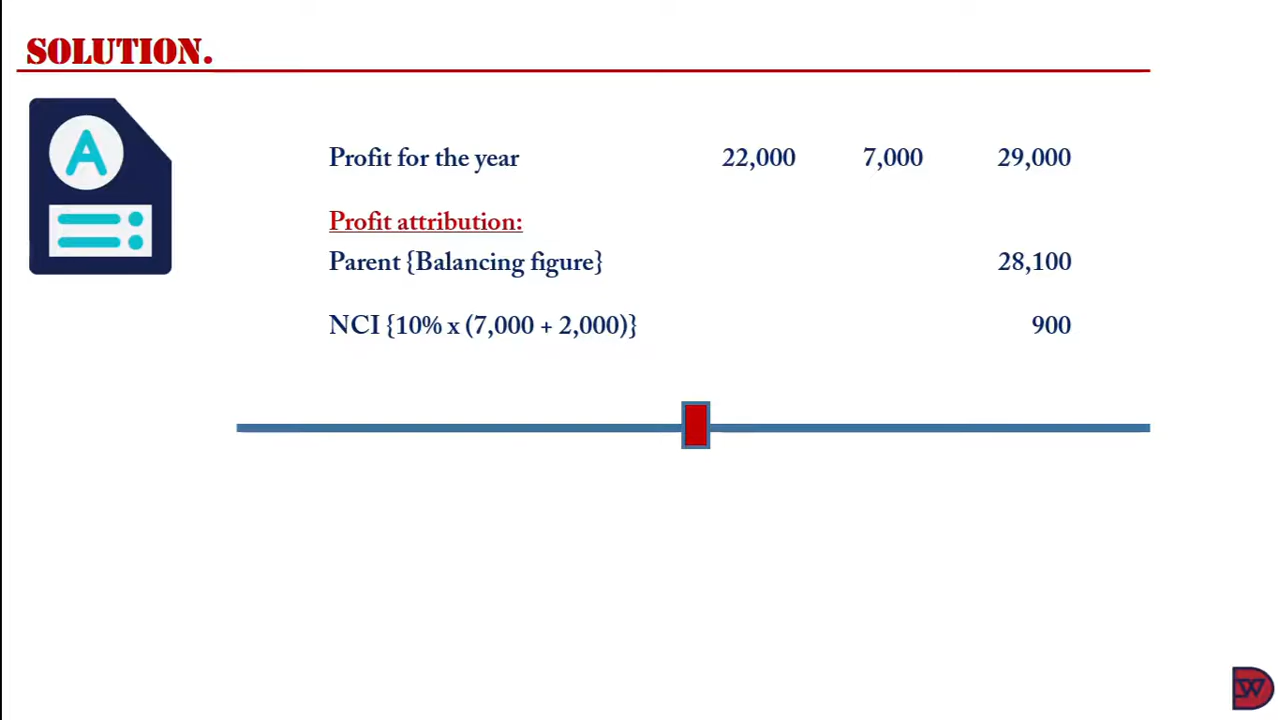 SOLUTION.
A
Profit for the year 22,000 7,000 29,000
Profit attribution:
Parent {Balancing figure} 28,100
NCI {10% x (7,000 + 2,000)} 900
DW